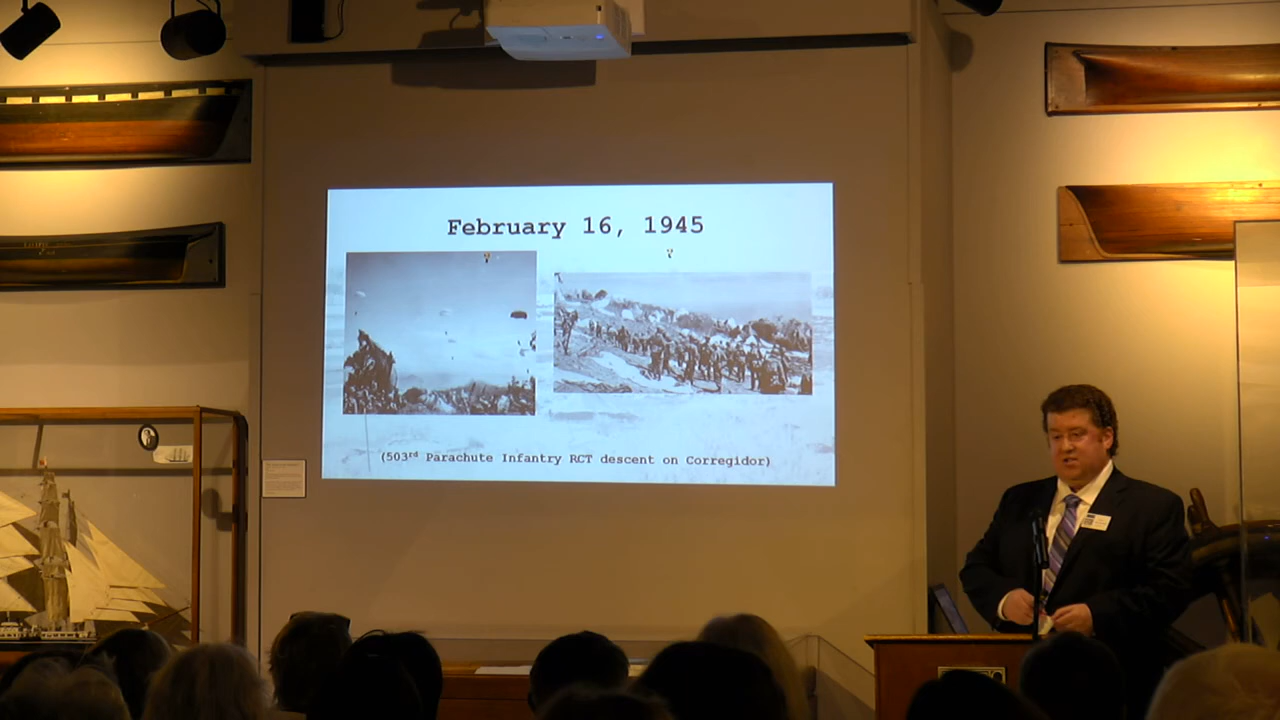 February 16, 1945
(503rd Parachute Infantry RCT descent on Corregidor)